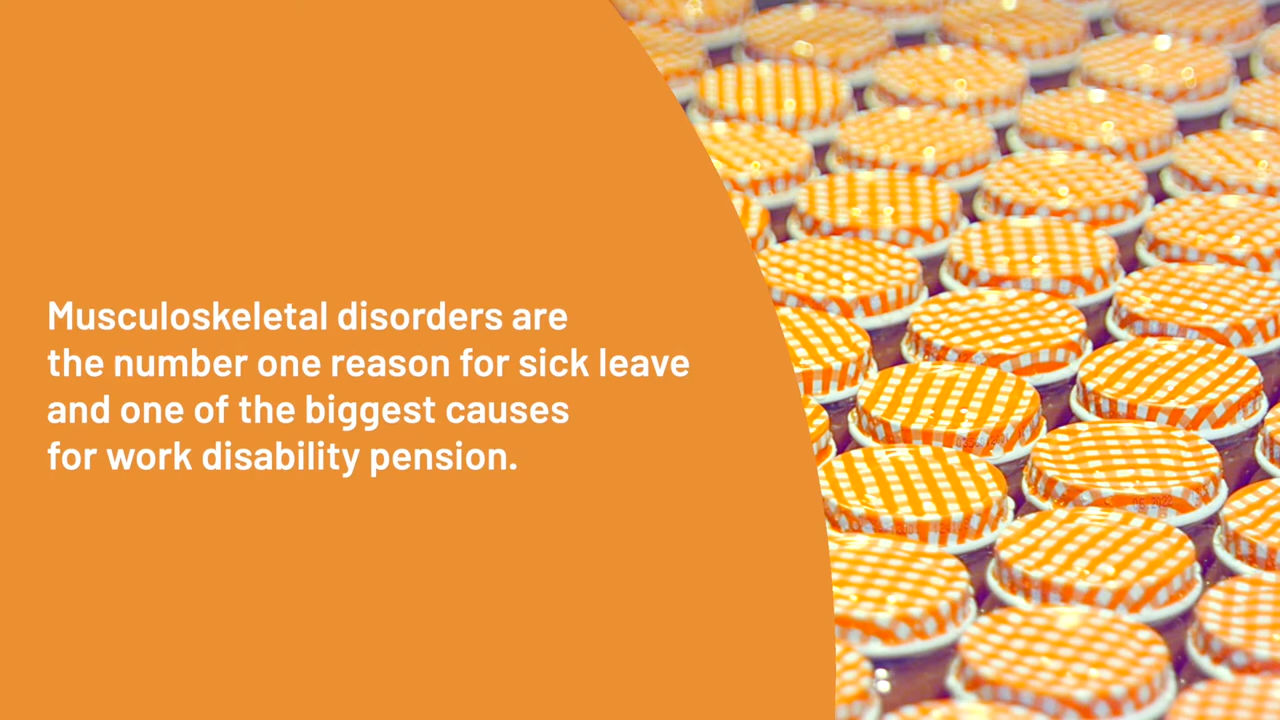 Musculoskeletal disorders are
the number one reason for sick leave
and one of the biggest causes
for work disability pension.